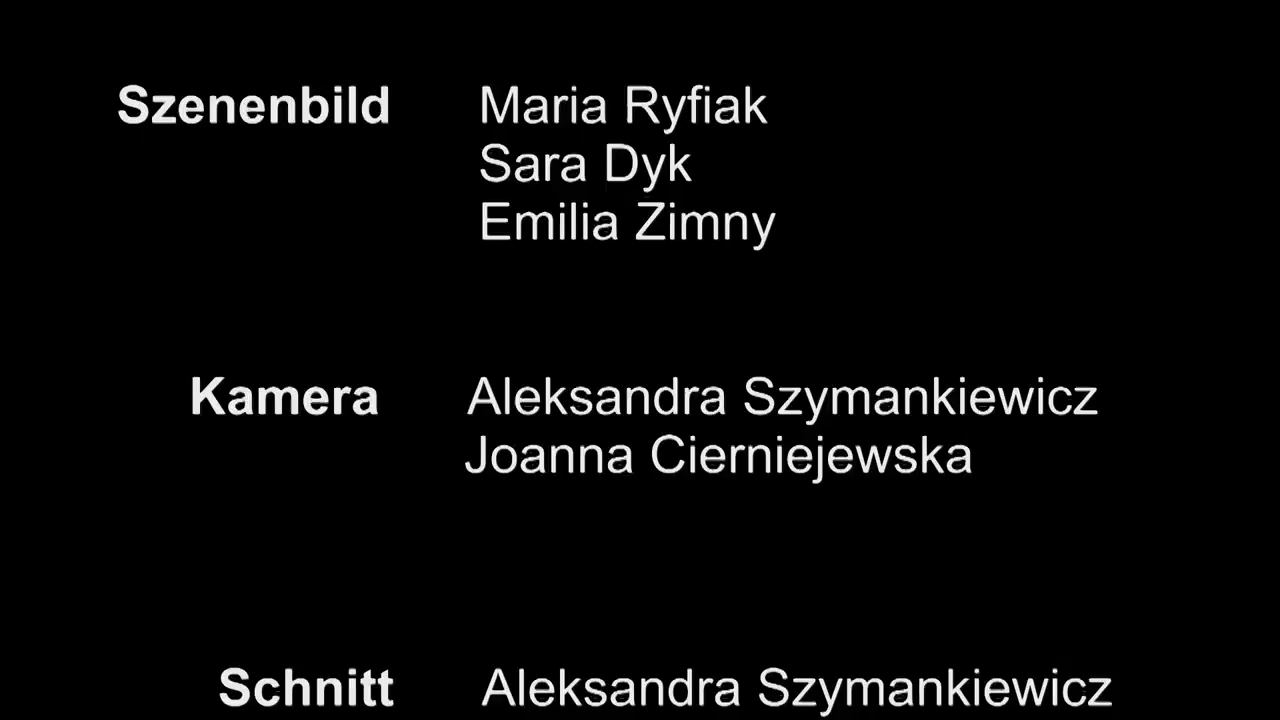 Szenenbild Maria Ryfiak
Sara Dyk
Emilia Zimny
Kamera Aleksandra Szymankiewicz
Joanna Cierniejewska
Schnitt Aleksandra Szymankiewicz